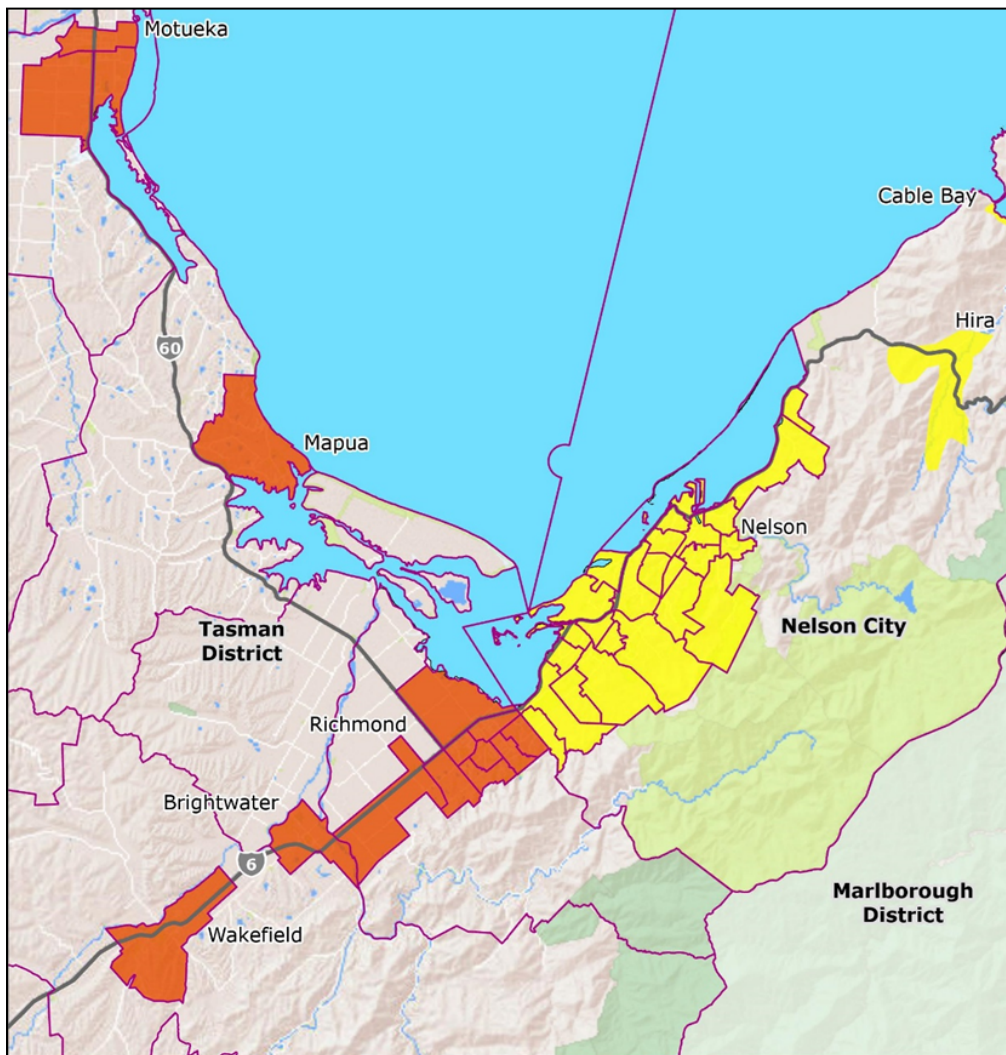 Motueka
Cable Bay
Hira
60
Mapua
Nelson
Tasman
District
Nelson City
Richmond
Brightwater
6
Marlborough
District
Wakefield